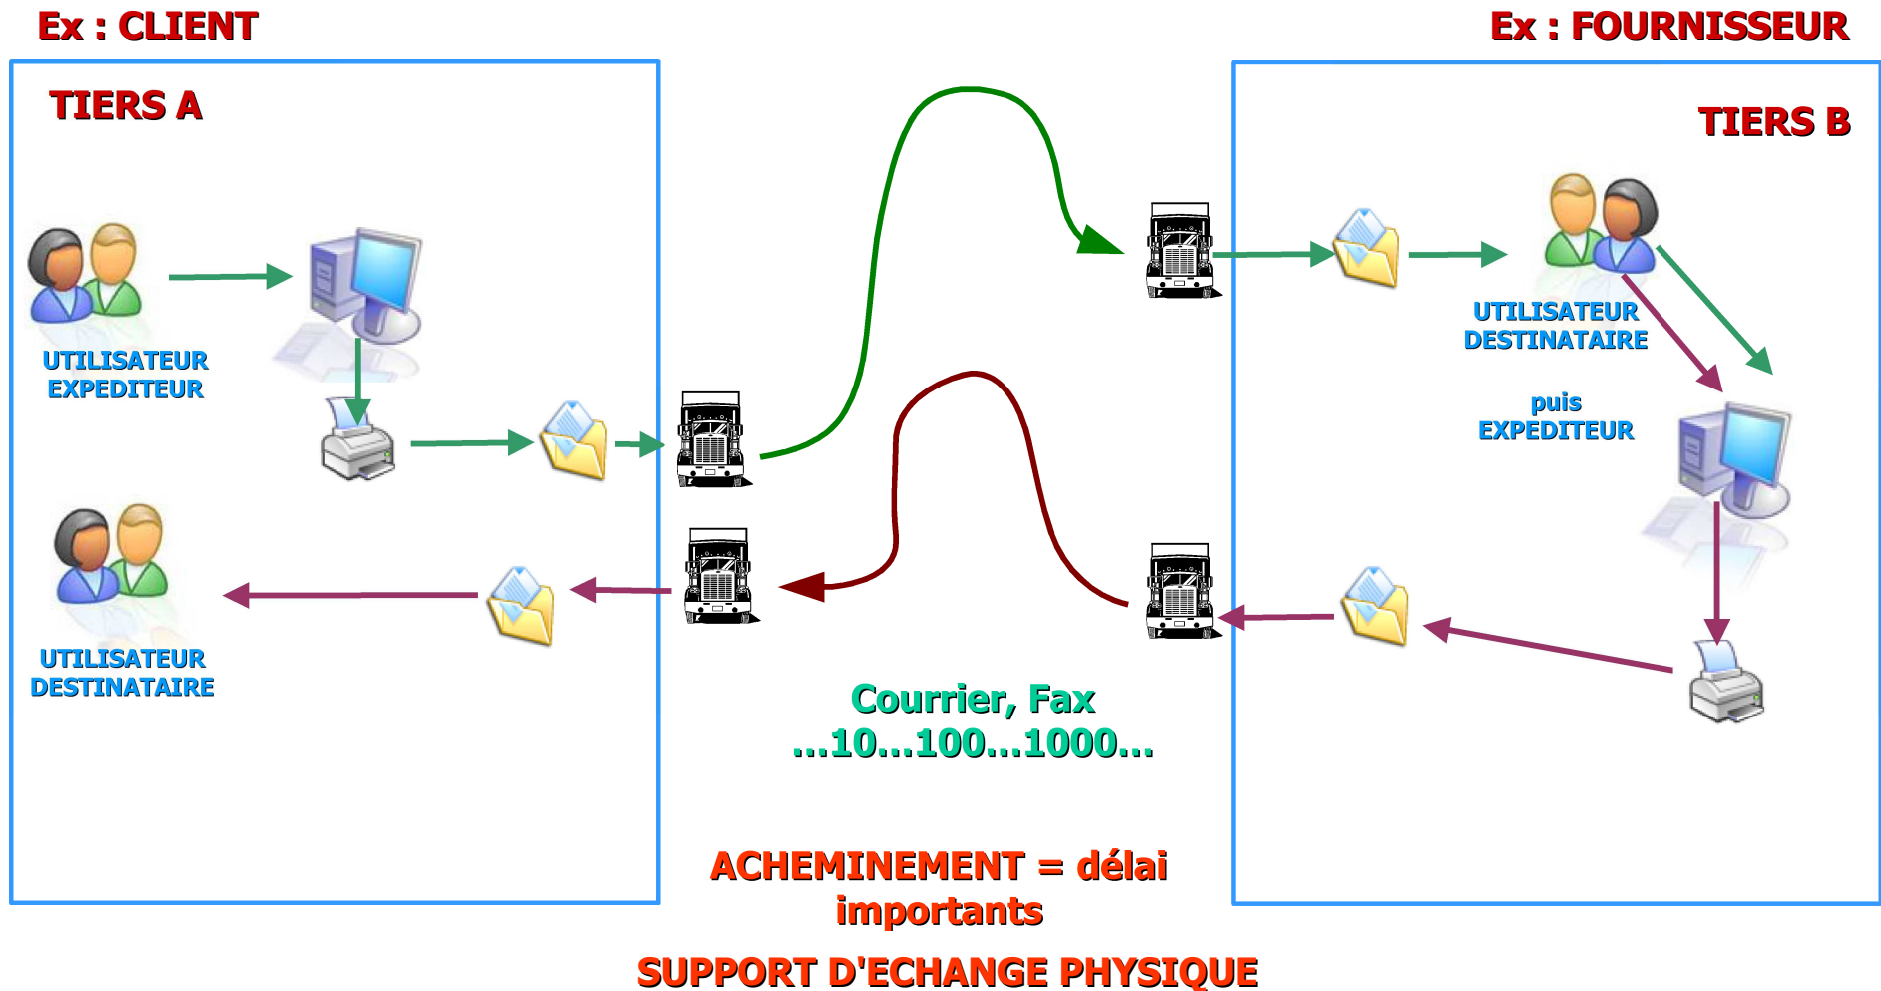 Ex : CLIENT
Ex : FOURNISSEUR
TIERS A
TIERS B
UTILISATEUR
EXPEDITEUR
UTILISATEUR
DESTINATAIRE
puis
EXPEDITEUR
UTILISATEUR
DESTINATAIRE
Courrier, Fax
...10...100...1000...
ACHEMINEMENT = délai
importants
SUPPORT D'ECHANGE PHYSIQUE